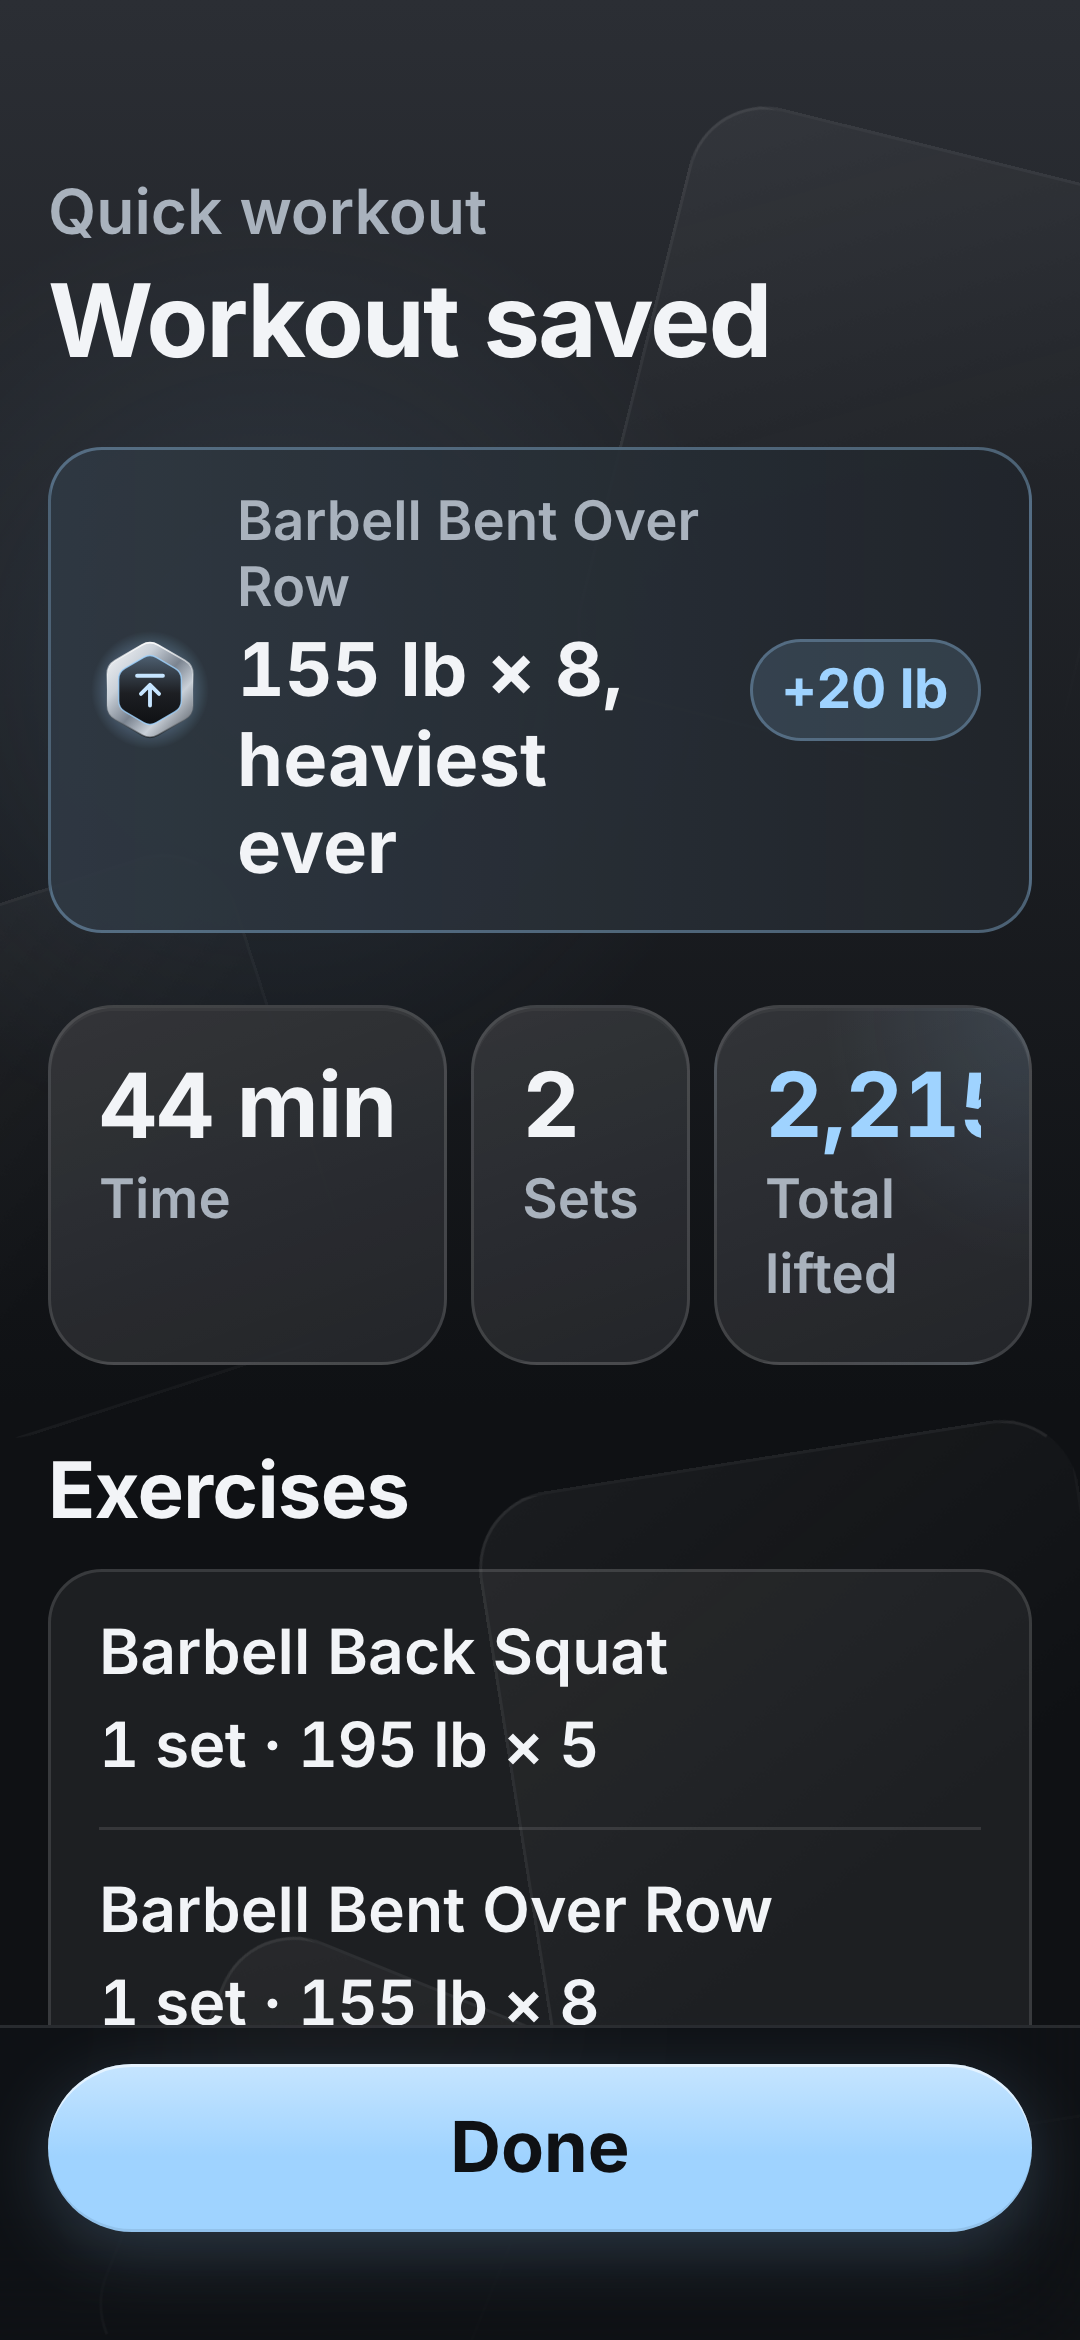 Quick workout
Workout saved
Barbell Bent Over
Row
155 lb × 8,
heaviest
ever
+20 lb
44 min
Time
2
Sets
2,215
Total
lifted
Exercises
Barbell Back Squat
1 set · 195 lb × 5
Barbell Bent Over Row
1 set · 155 lb × 8
Done